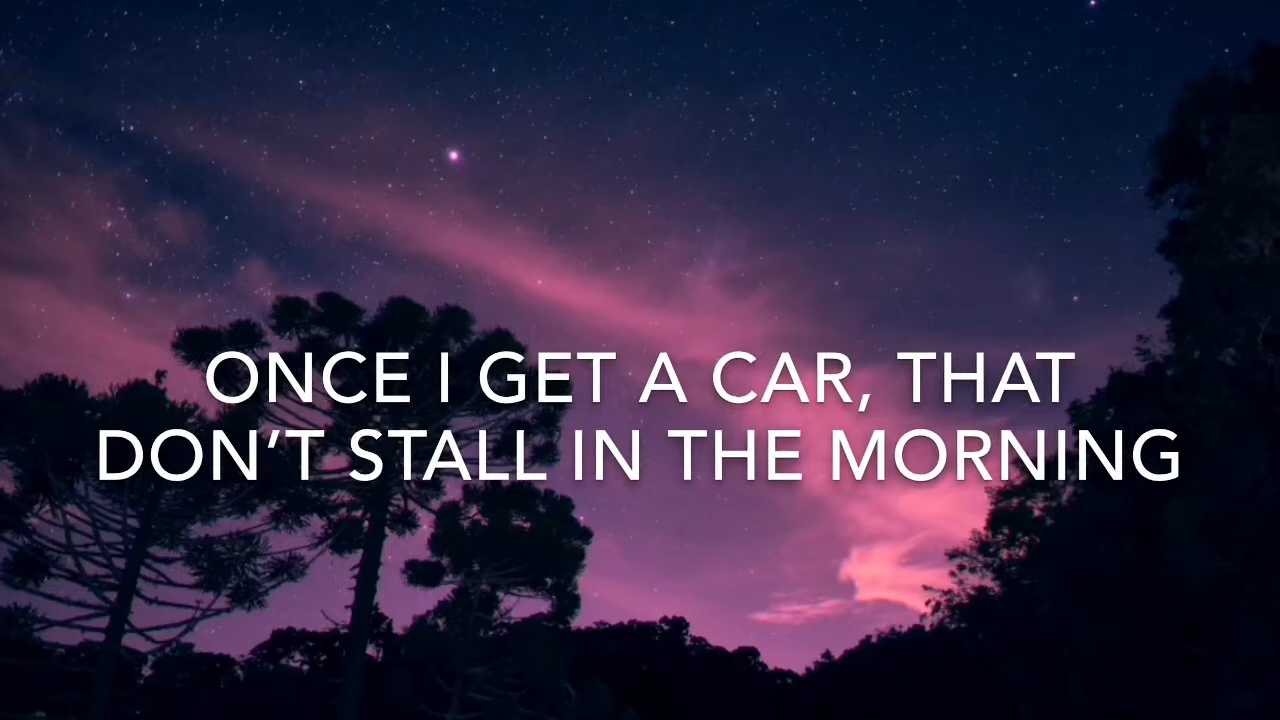 ONCE I GET A CAR, THAT
DON’T STALL IN THE MORNING